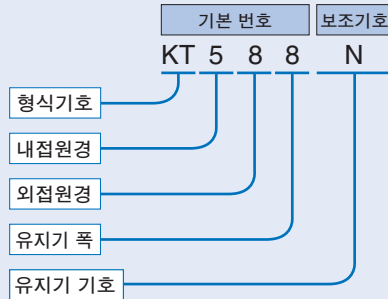 기본 번호 보조기호
KT 5 8 8 N
형식기호
내접원경
외접원경
유지기 폭
유지기 기호